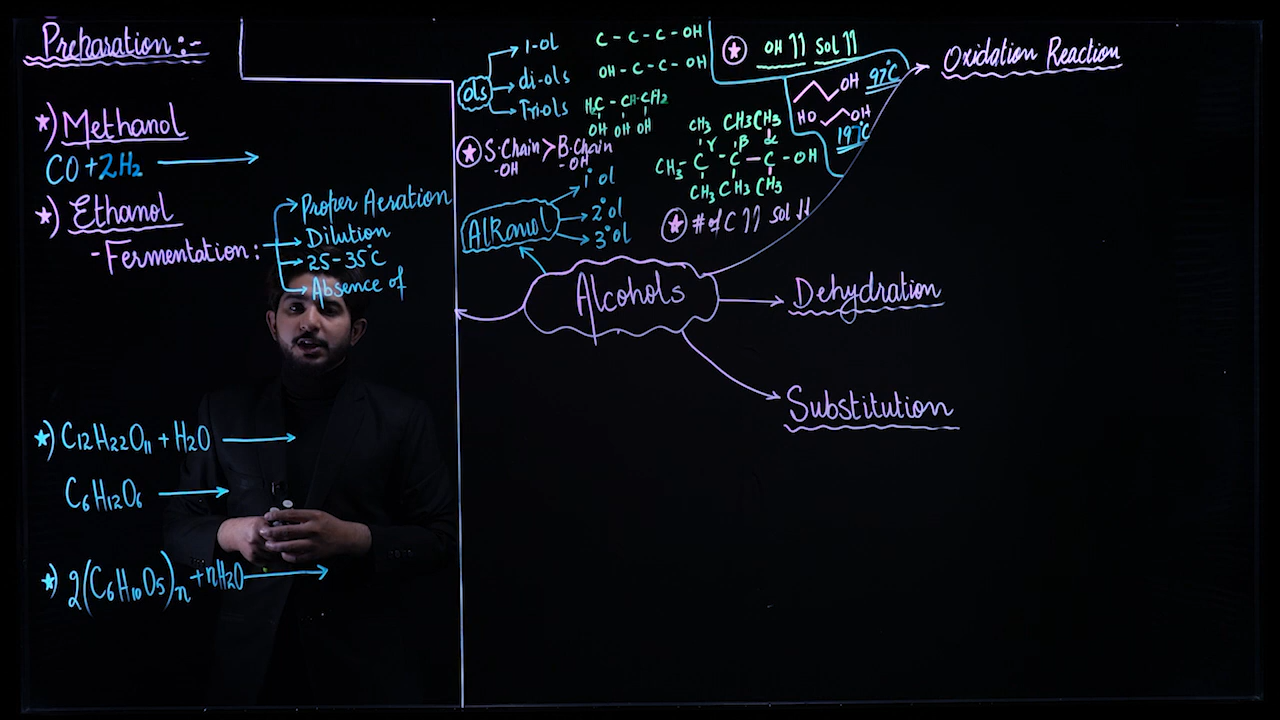 Preparation :-
*) Methanol
CO + 2H2 →
*) Ethanol
- Fermentation :
→ Proper Aeration
→ Dilution
→ 25-35°C
→ Absence of
*) C12H22O11 + H2O →
C6H12O6 →
*) 2(C6H10O5)n + nH2O →
ols
→ 1-ol
→ di-ols
→ Tri-ols
C - C - C - OH
OH - C - C - OH
H2C - CH - CH2
OH OH OH
* S.Chain > B.Chain
-OH -OH
Alkanol
1° ol
2° ol
3° ol
CH3 CH3 CH3
γ β α
CH3 - C - C - C - OH
CH3 CH3 CH3
* # of C ↑↑ Sol ↓↓
* OH ↑↑ Sol ↑↑
OH 97°C
HO OH
197°C
Alcohols
Oxidation Reaction
Dehydration
Substitution